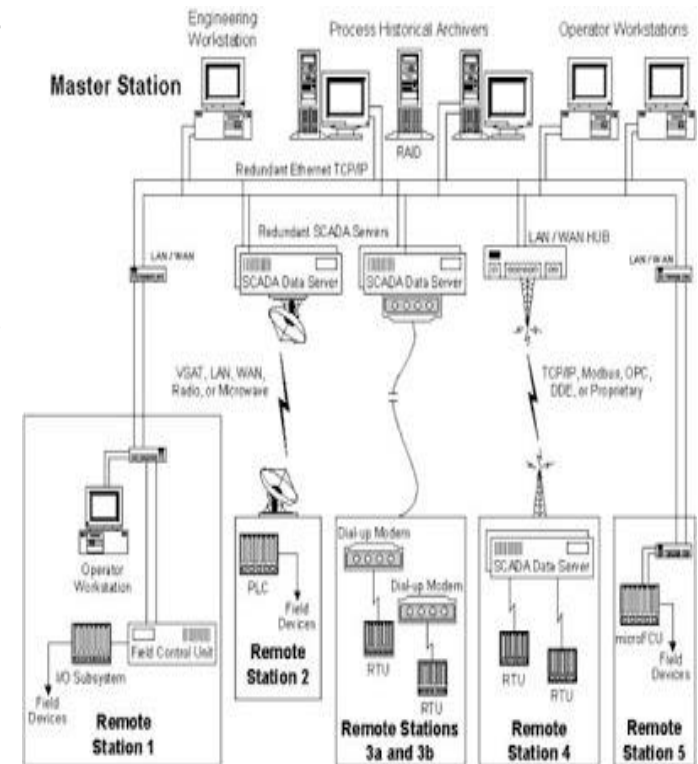 Engineering
Workstation
Process Historical Archivers
Operator Workstations
Master Station
RAID
Redundant Ethernet TCP/IP
Redundant SCADA Servers
LAN / WAN HUB
LAN / WAN
LAN / WAN
SCADA Data Server
SCADA Data Server
VSAT, LAN, WAN,
Radio, or Microwave
TCP/IP, Modbus, OPC,
DDE, or Proprietary
Operator
Workstation
I/O Subsystem
Field Control Unit
Field
Devices
Remote
Station 1
PLC
Field
Devices
Remote
Station 2
Dial-up Modem
Dial-up Modem
RTU
RTU
Remote Stations
3a and 3b
SCADA Data Server
RTU
RTU
Remote
Station 4
microFCU
Field
Devices
Remote
Station 5